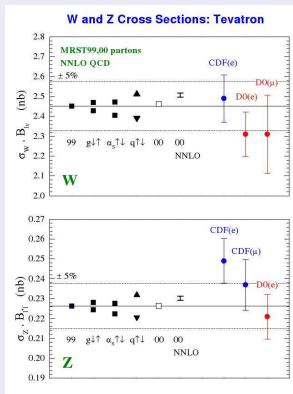 W and Z Cross Sections: Tevatron
MRST99,00 partons
NNLO QCD
± 5%
CDF(e)
D0(e)
D0(μ)
2.8
2.7
2.6
2.5
2.4
2.3
2.2
2.1
2.0
σW . Blν (nb)
99 g↓↑ αs↑↓ q↑↓ 00 00
NNLO
W
0.27
0.26
0.25
0.24
0.23
0.22
0.21
0.20
0.19
σZ . Bl+l- (nb)
CDF(e)
CDF(μ)
D0(e)
± 5%
99 g↓↑ αs↑↓ q↑↓ 00 00
NNLO
Z